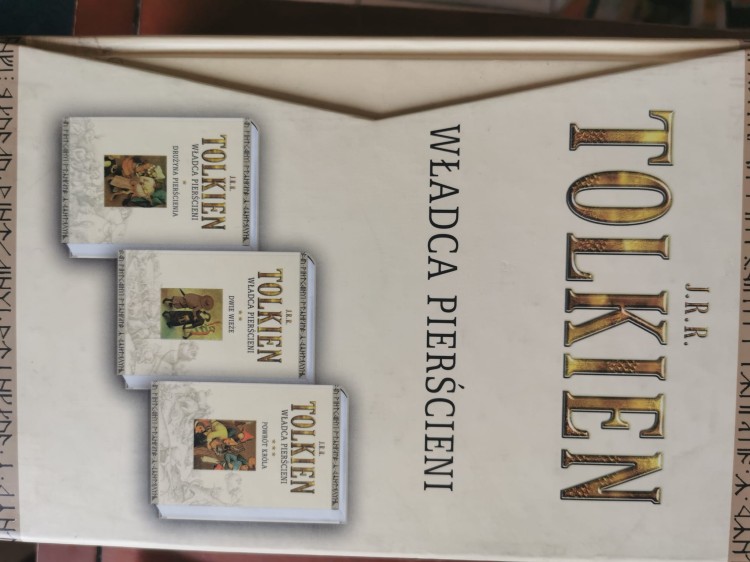 J.R.R.
TOLKIEN
WŁADCA PIERŚCIENI
J.R.R.
TOLKIEN
WŁADCA PIERŚCIENI
*
DRUŻYNA PIERŚCIENIA
J.R.R.
TOLKIEN
WŁADCA PIERŚCIENI
**
DWIE WIEŻE
J.R.R.
TOLKIEN
WŁADCA PIERŚCIENI
***
POWRÓT KRÓLA